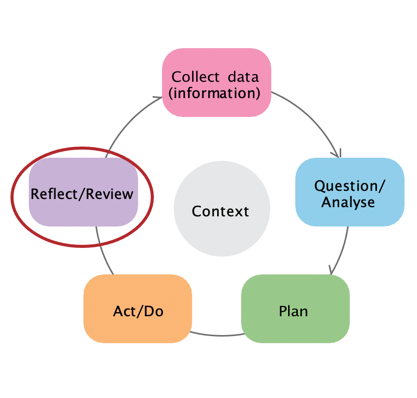 Collect data
(information)
Question/
Analyse
Plan
Act/Do
Reflect/Review
Context